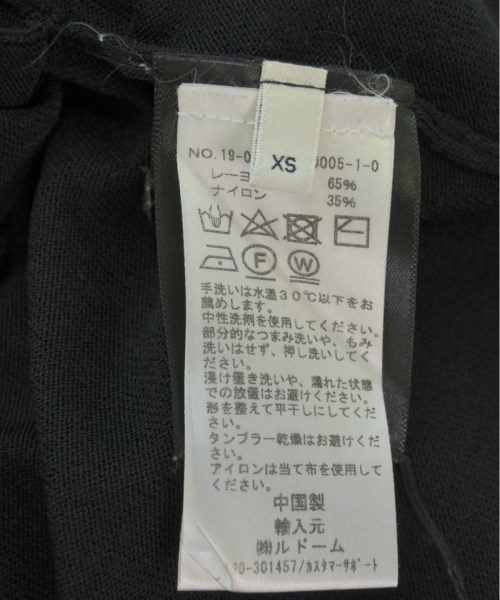 XS
NO.19-0 0005-1-0
レーヨ 65%
ナイロン 35%
F
W
手洗いは水温30℃以下をお
薦めします。
中性洗剤を使用してください。
部分的なつまみ洗いや、もみ
洗いはせず、押し洗いしてく
ださい。
浸け置き洗いや、濡れた状態
での放置はお避けください。
形を整えて平干しにしてくだ
さい。
タンブラー乾燥はお避けくだ
さい。
アイロンは当て布を使用して
ください。
中国製
輸入元
㈱ルドーム
20-301457/カスタマーサポート